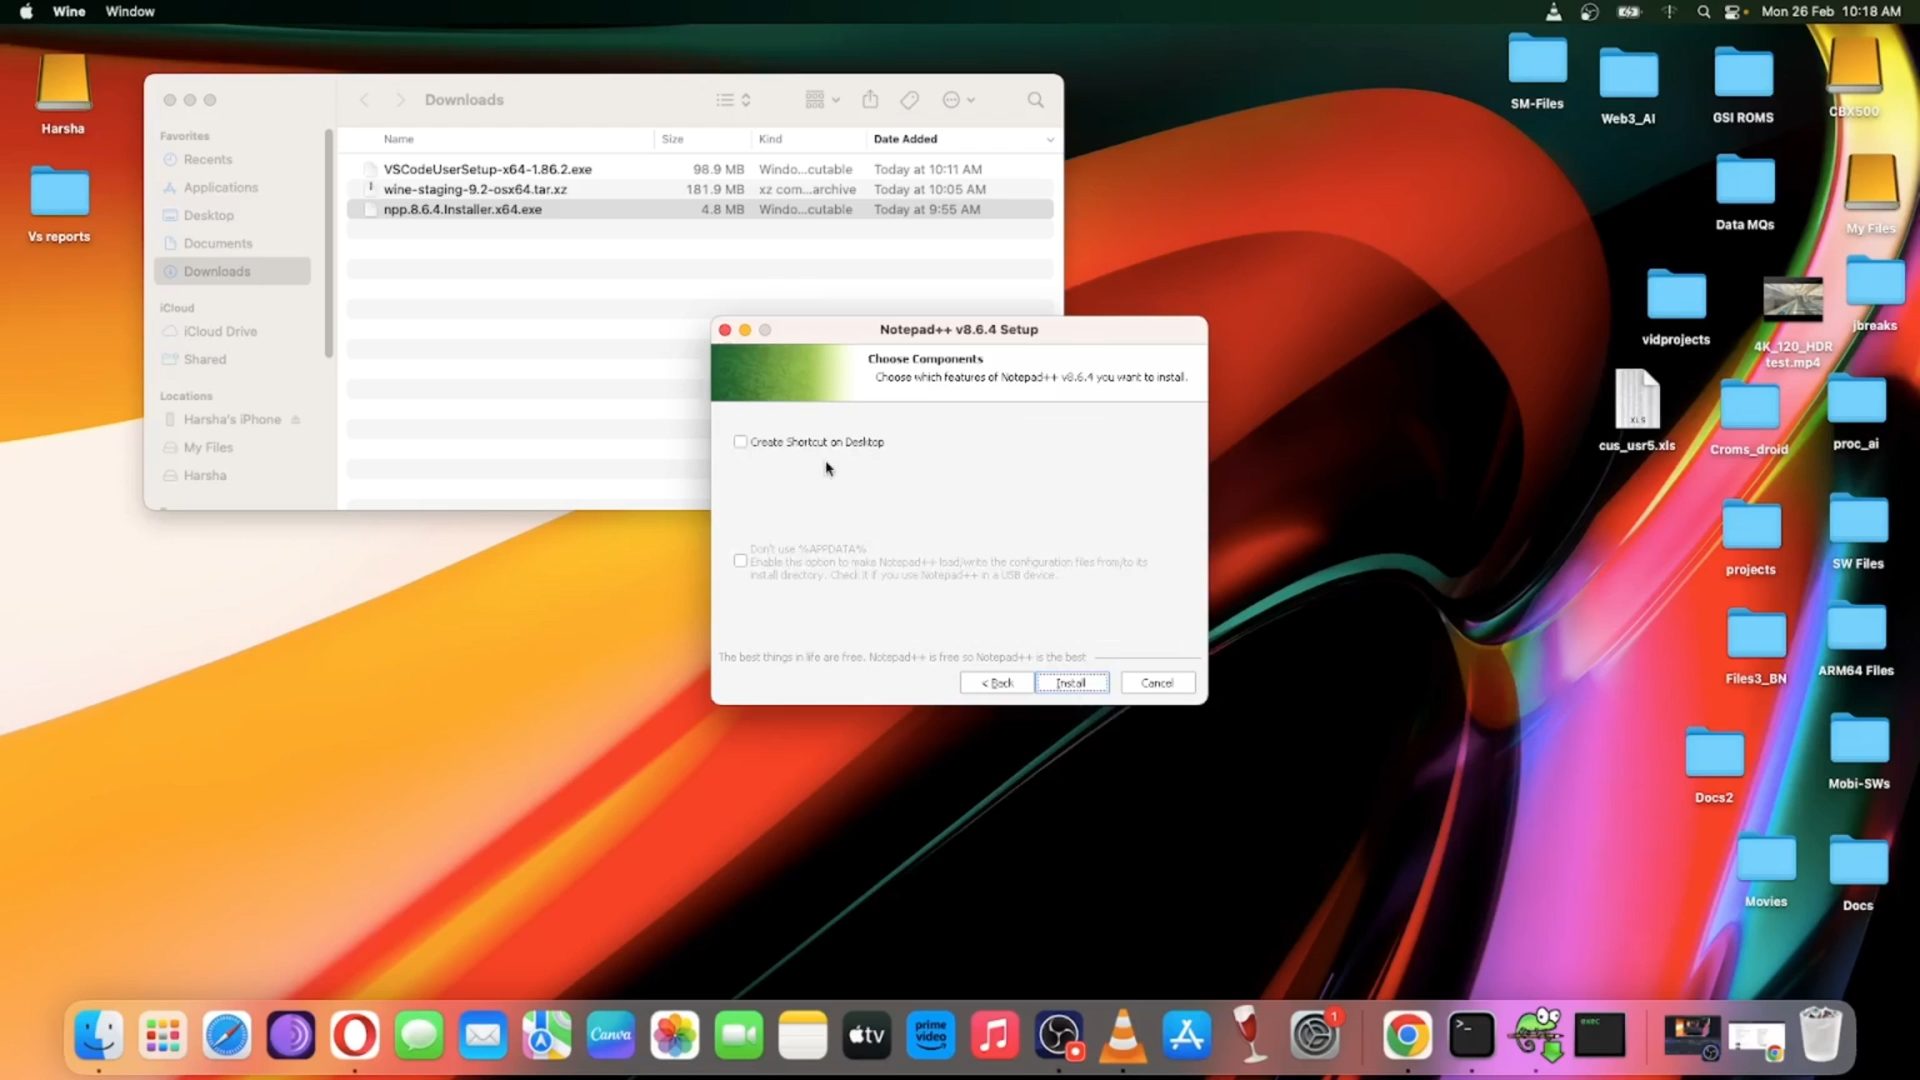 Wine Window
Mon 26 Feb 10:18 AM
Harsha
Vs reports
Downloads
Favorites
Recents
Applications
Desktop
Documents
Downloads
iCloud
iCloud Drive
Shared
Locations
Harsha's iPhone
My Files
Harsha
Name Size Kind Date Added
VSCodeUserSetup-x64-1.86.2.exe 98.9 MB Windo...cutable Today at 10:11 AM
wine-staging-9.2-osx64.tar.xz 181.9 MB xz com...archive Today at 10:05 AM
npp.8.6.4.Installer.x64.exe 4.8 MB Windo...cutable Today at 9:55 AM
Notepad++ v8.6.4 Setup
Choose Components
Choose which features of Notepad++ v8.6.4 you want to install.
Create Shortcut on Desktop
Don't use %APPDATA%
Enable this option to make Notepad++ load/write the configuration files from/to its
install directory. Check it if you use Notepad++ in a USB device.
The best things in life are free. Notepad++ is free so Notepad++ is the best
< Back Install Cancel
SM-Files
Web3_AI
GSI ROMS
CBX500
Data MQs
My Files
vidprojects
4K_120_HDR
test.mp4
jbreaks
XLS
cus_usr5.xls
Croms_droid
proc_ai
projects
SW Files
Files3_BN
ARM64 Files
Docs2
Mobi-SWs
Movies
Docs
Canva
tv
prime
video
1
>_
exec